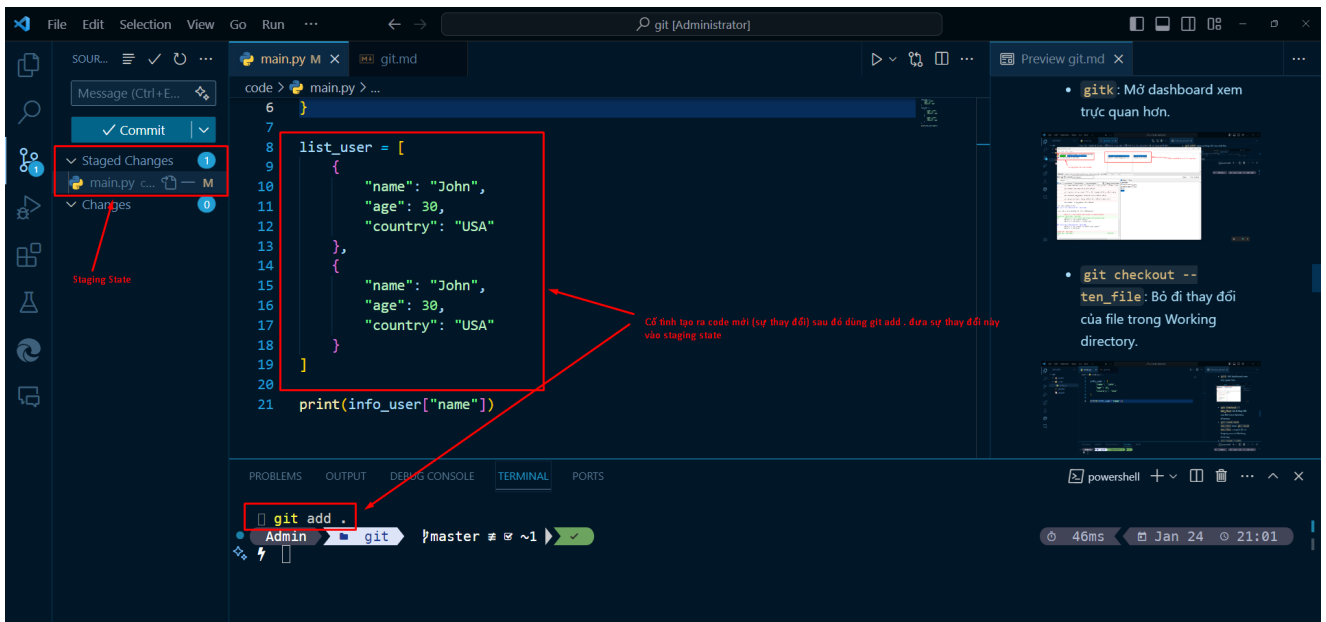 File Edit Selection View Go Run ···
git [Administrator]
SOUR...
Message (Ctrl+E...
Commit
Staged Changes 1
main.py c... M
Changes 0
1
Staging State
main.py M
git.md
code > main.py > ...
6 }
7
8 list_user = [
9 {
10 "name": "John",
11 "age": 30,
12 "country": "USA"
13 },
14 {
15 "name": "John",
16 "age": 30,
17 "country": "USA"
18 }
19 ]
20
21 print(info_user["name"])
Cố tình tạo ra code mới (sự thay đổi) sau đó dùng git add . đưa sự thay đổi này
vào staging state
PROBLEMS OUTPUT DEBUG CONSOLE TERMINAL PORTS
powershell
git add .
Admin git master ≢ ~1
46ms Jan 24 21:01
Preview git.md
gitk: Mở dashboard xem
trực quan hơn.
git checkout --
ten_file: Bỏ đi thay đổi
của file trong Working
directory.